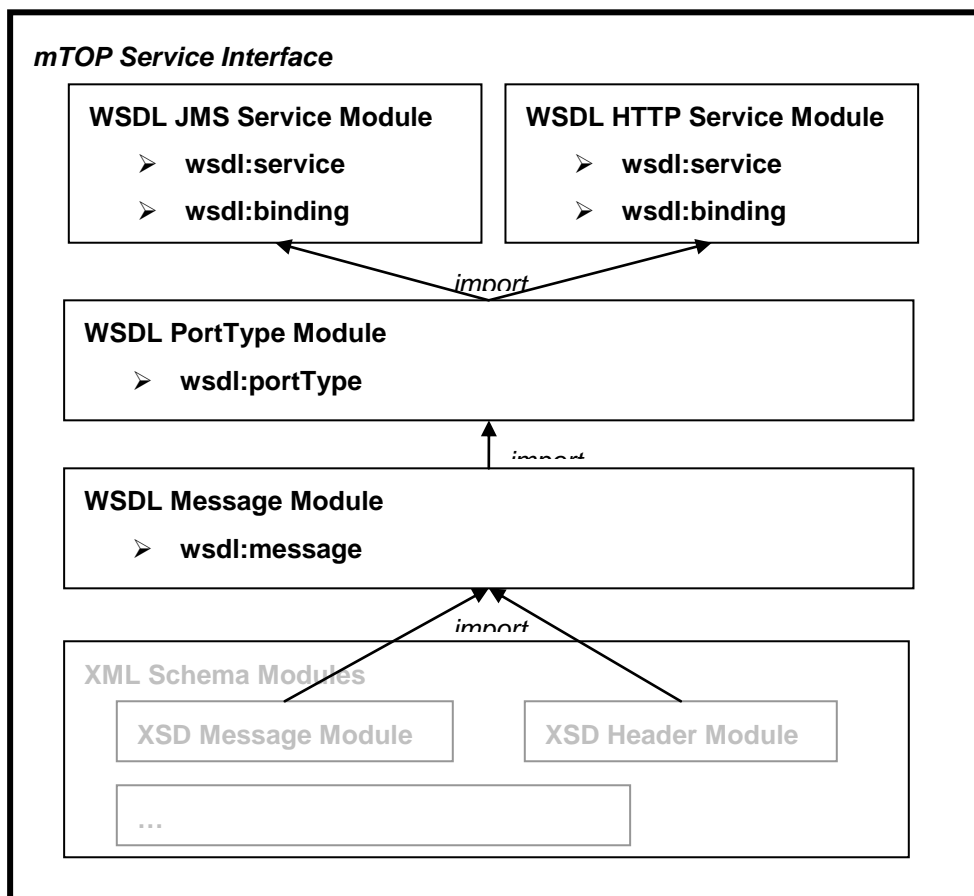 mTOP Service Interface
WSDL JMS Service Module
➢ wsdl:service
➢ wsdl:binding
WSDL HTTP Service Module
➢ wsdl:service
➢ wsdl:binding
import
WSDL PortType Module
➢ wsdl:portType
import
WSDL Message Module
➢ wsdl:message
import
XML Schema Modules
XSD Message Module
XSD Header Module
…